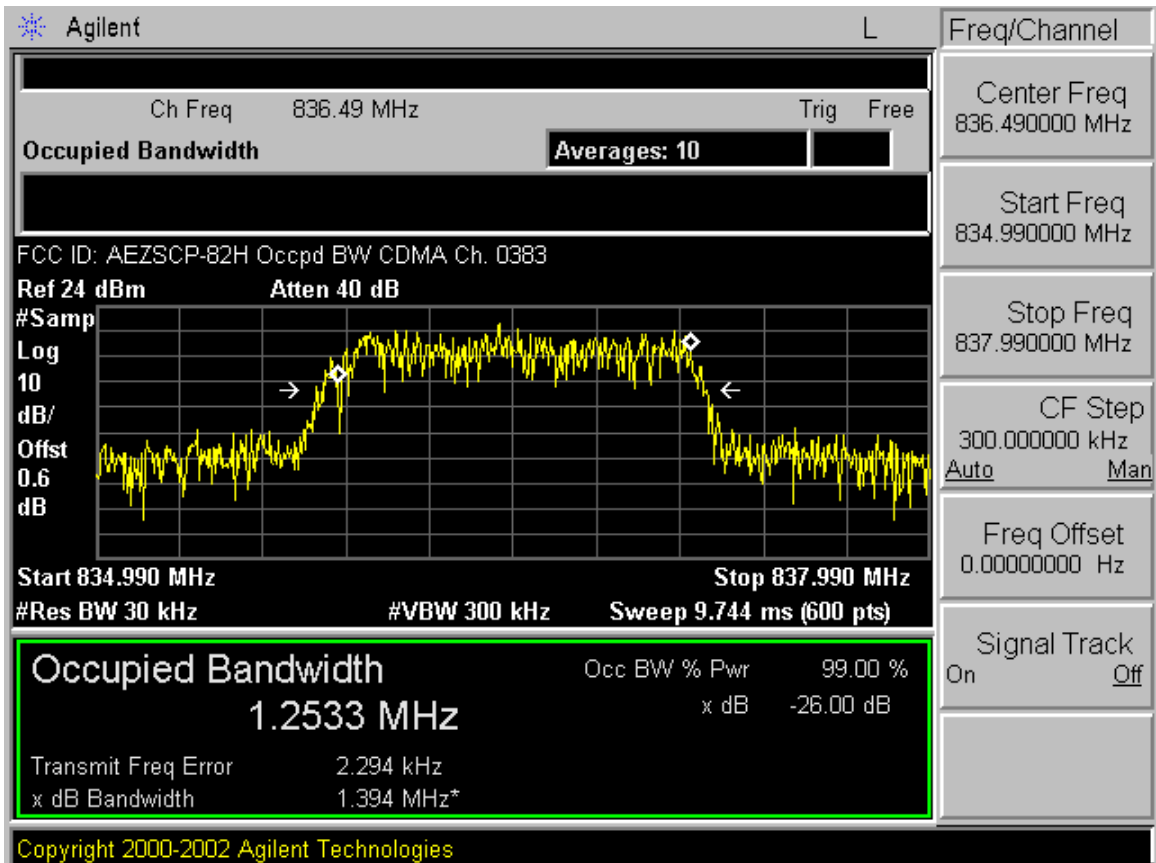 Agilent L
Ch Freq 836.49 MHz Trig Free
Occupied Bandwidth Averages: 10
FCC ID: AEZSCP-82H Occpd BW CDMA Ch. 0383
Ref 24 dBm Atten 40 dB
#Samp
Log
10
dB/
Offst
0.6
dB
Start 834.990 MHz Stop 837.990 MHz
#Res BW 30 kHz #VBW 300 kHz Sweep 9.744 ms (600 pts)
Occupied Bandwidth Occ BW % Pwr 99.00 %
1.2533 MHz x dB -26.00 dB
Transmit Freq Error 2.294 kHz
x dB Bandwidth 1.394 MHz*
Copyright 2000-2002 Agilent Technologies
Freq/Channel
Center Freq
836.490000 MHz
Start Freq
834.990000 MHz
Stop Freq
837.990000 MHz
CF Step
300.000000 kHz
Auto Man
Freq Offset
0.00000000 Hz
Signal Track
On Off